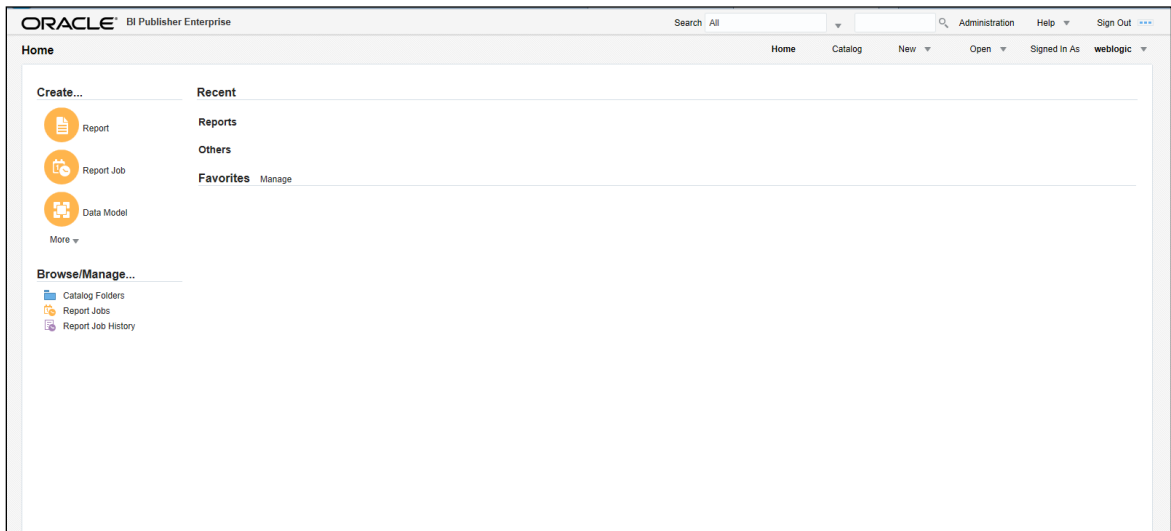 ORACLE® BI Publisher Enterprise Search All Administration Help Sign Out
Home Home Catalog New Open Signed In As weblogic
Create...
Report
Report Job
Data Model
More
Browse/Manage...
Catalog Folders
Report Jobs
Report Job History
Recent
Reports
Others
Favorites Manage